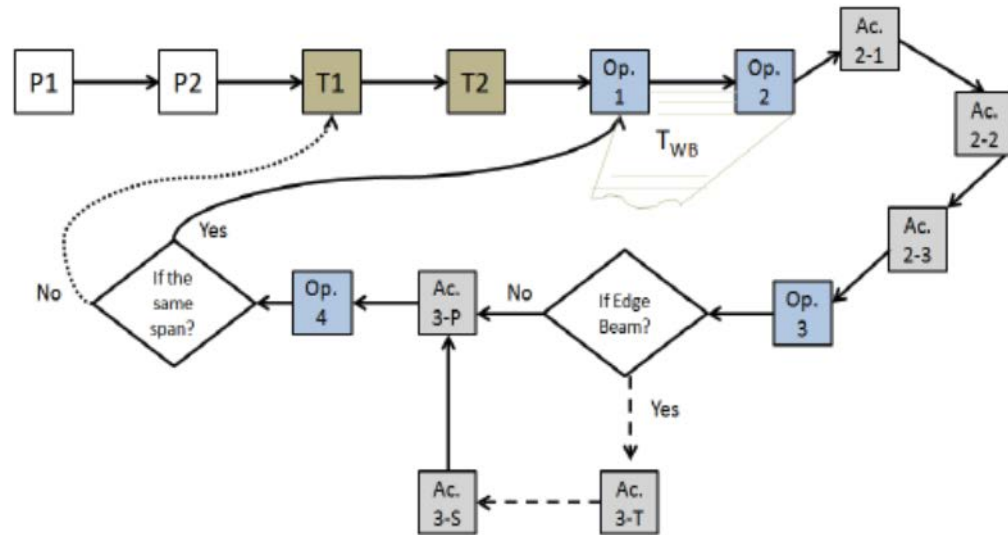 P1
P2
T1
T2
Op.
1
Op.
2
Ac.
2-1
Ac.
2-2
T_WB
Ac.
2-3
Yes
No
If the
same
span?
Op.
4
Ac.
3-P
No
If Edge
Beam?
Op.
3
Yes
Ac.
3-S
Ac.
3-T